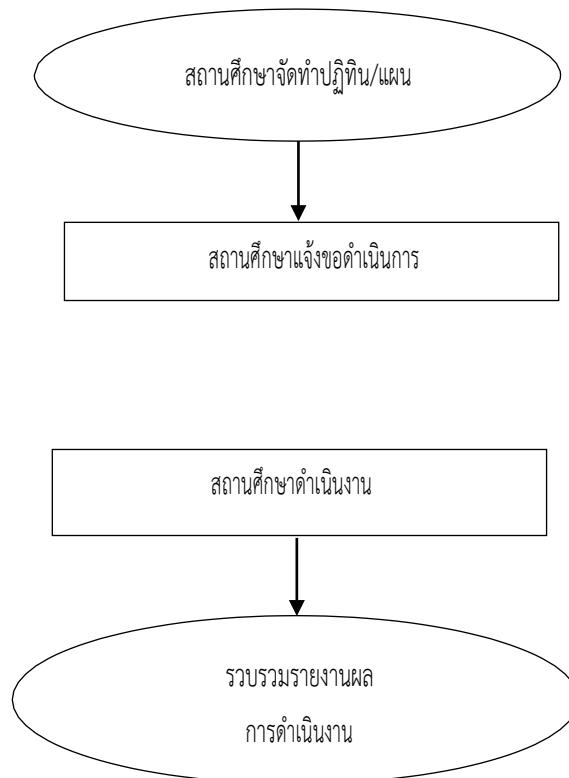 สถานศึกษาจัดทำปฏิทิน/แผน
สถานศึกษาแจ้งขอดำเนินการ
สถานศึกษาดำเนินงาน
รวบรวมรายงานผล
การดำเนินงาน